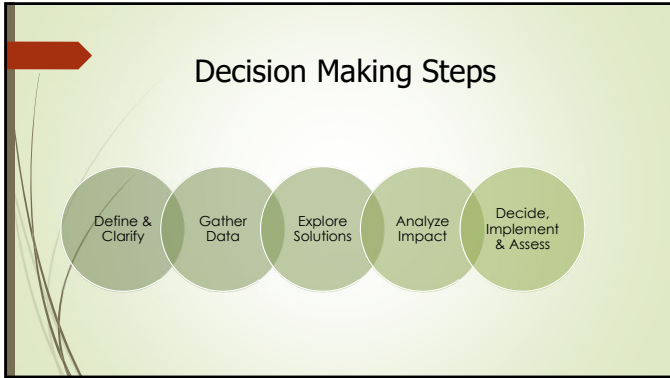 Decision Making Steps
Define &
Clarify
Gather
Data
Explore
Solutions
Analyze
Impact
Decide,
Implement
& Assess